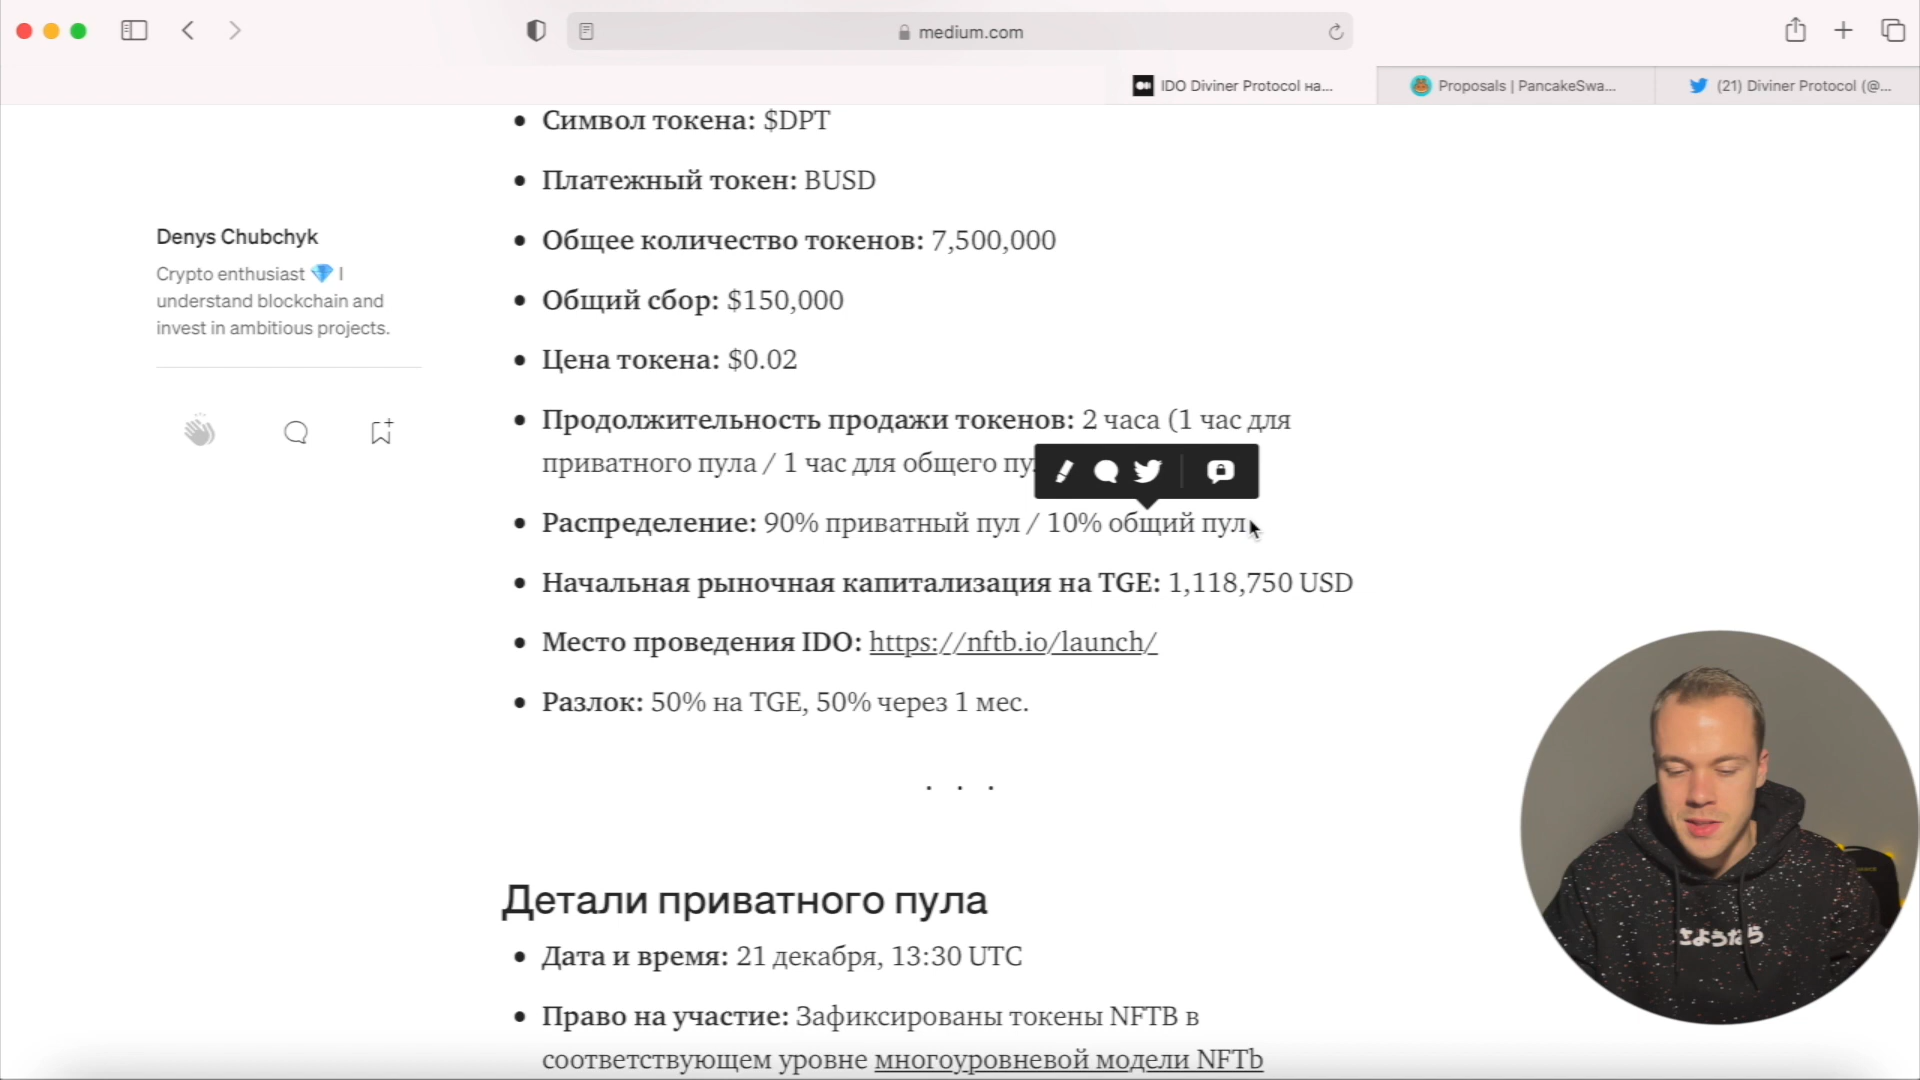 medium.com
IDO Diviner Protocol на...
Proposals | PancakeSwa...
(21) Diviner Protocol (@...
Символ токена: $DPT
Платежный токен: BUSD
Denys Chubchyk
Crypto enthusiast 💎 I
understand blockchain and
invest in ambitious projects.
Общее количество токенов: 7,500,000
Общий сбор: $150,000
Цена токена: $0.02
Продолжительность продажи токенов: 2 часа (1 час для
приватного пула / 1 час для общего
Распределение: 90% приватный пул / 10% общий пул
Начальная рыночная капитализация на TGE: 1,118,750 USD
Место проведения IDO: https://nftb.io/launch/
Разлок: 50% на TGE, 50% через 1 мес.
. . .
Детали приватного пула
Дата и время: 21 декабря, 13:30 UTC
Право на участие: Зафиксированы токены NFTB в
соответствующем уровне многоуровневой модели NFTb
さようなら